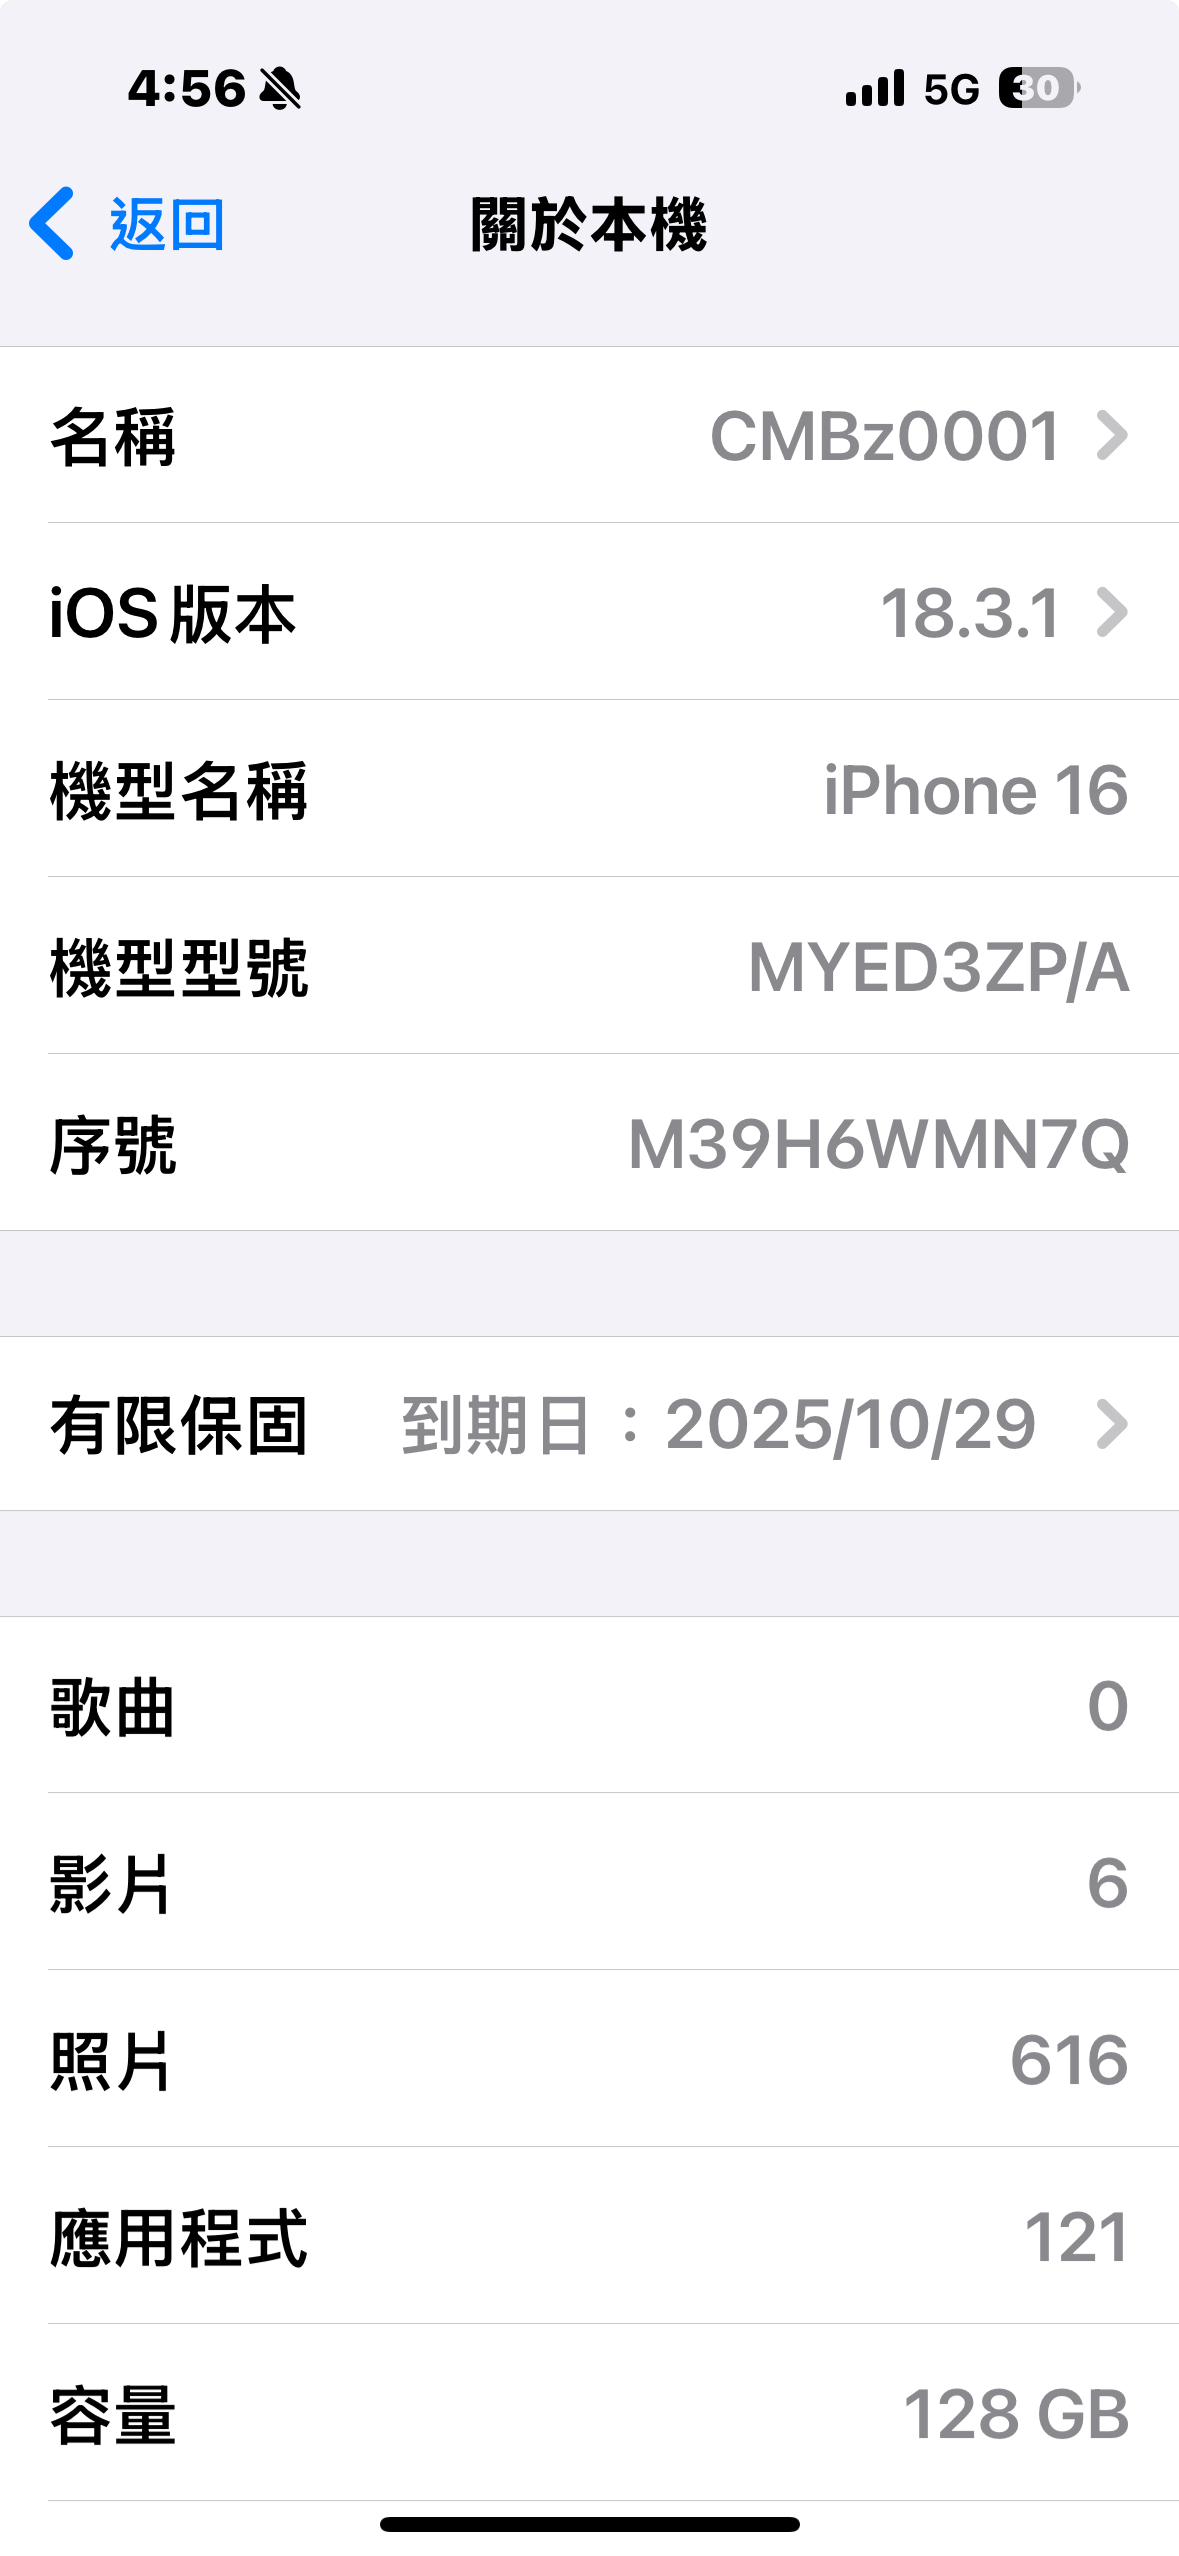 4:56 5G 30
返回 關於本機
名稱 CMBz0001
iOS 版本 18.3.1
機型名稱 iPhone 16
機型型號 MYED3ZP/A
序號 M39H6WMN7Q
有限保固 到期日：2025/10/29
歌曲 0
影片 6
照片 616
應用程式 121
容量 128 GB